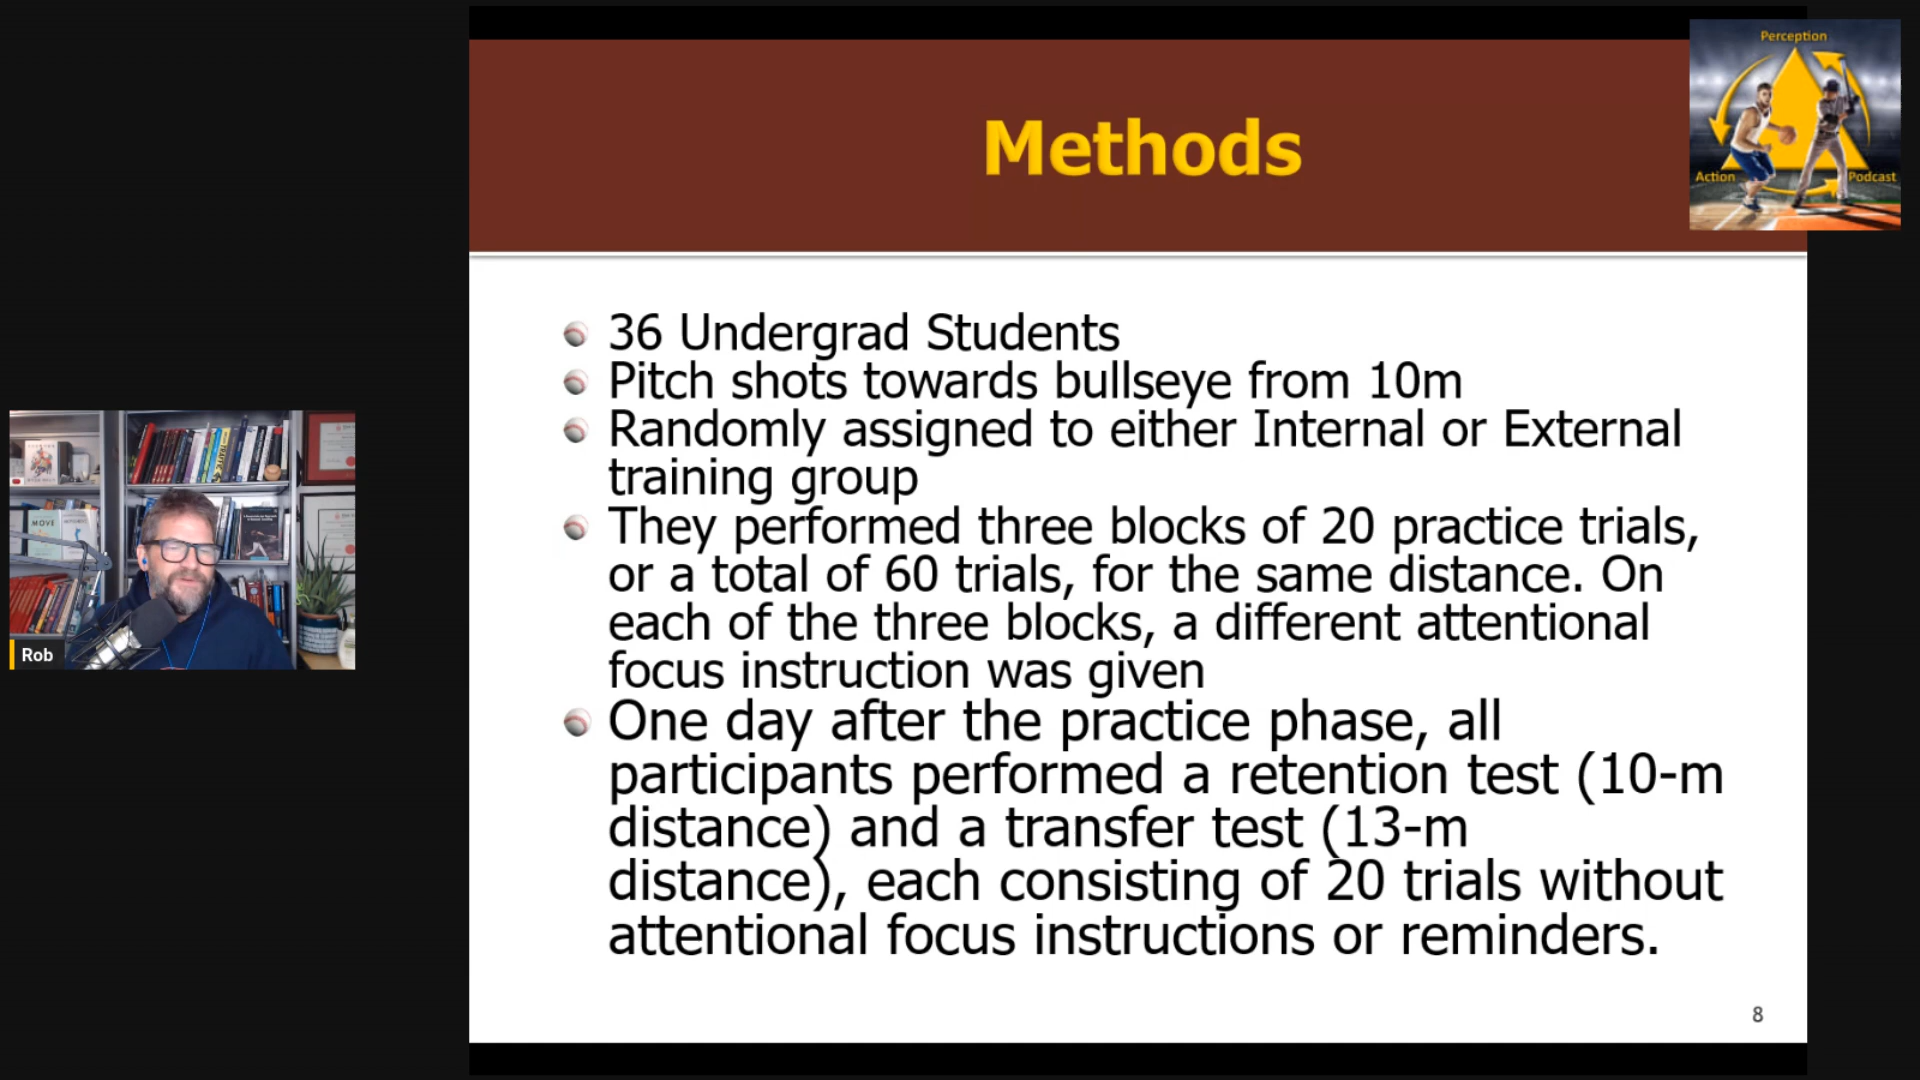 Methods
Perception
Action
Podcast
36 Undergrad Students
Pitch shots towards bullseye from 10m
Randomly assigned to either Internal or External
training group
They performed three blocks of 20 practice trials,
or a total of 60 trials, for the same distance. On
each of the three blocks, a different attentional
focus instruction was given
One day after the practice phase, all
participants performed a retention test (10-m
distance) and a transfer test (13-m
distance), each consisting of 20 trials without
attentional focus instructions or reminders.
8
MOVE
Rob